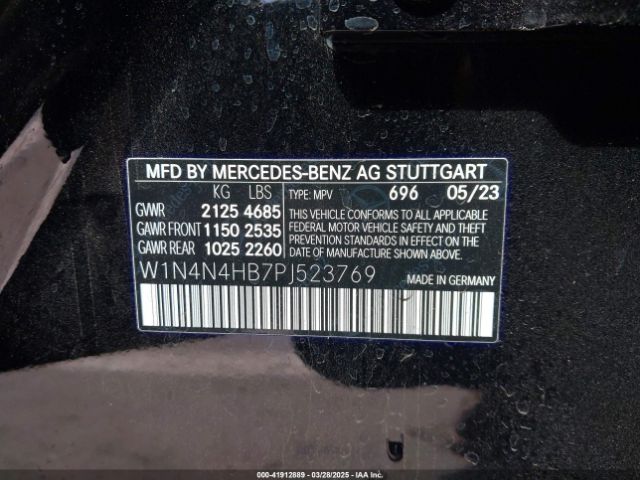 MFD BY MERCEDES-BENZ AG STUTTGART
KG LBS TYPE: MPV 696 05/23
GVWR 2125 4685
GAWR FRONT 1150 2535
GAWR REAR 1025 2260
THIS VEHICLE CONFORMS TO ALL APPLICABLE
FEDERAL MOTOR VEHICLE SAFETY AND THEFT
PREVENTION STANDARDS IN EFFECT ON THE DATE
OF MANUFACTURE SHOWN ABOVE.
W1N4N4HB7PJ523769
MADE IN GERMANY
000-41912889 | 03/28/2025 | IAA Inc.